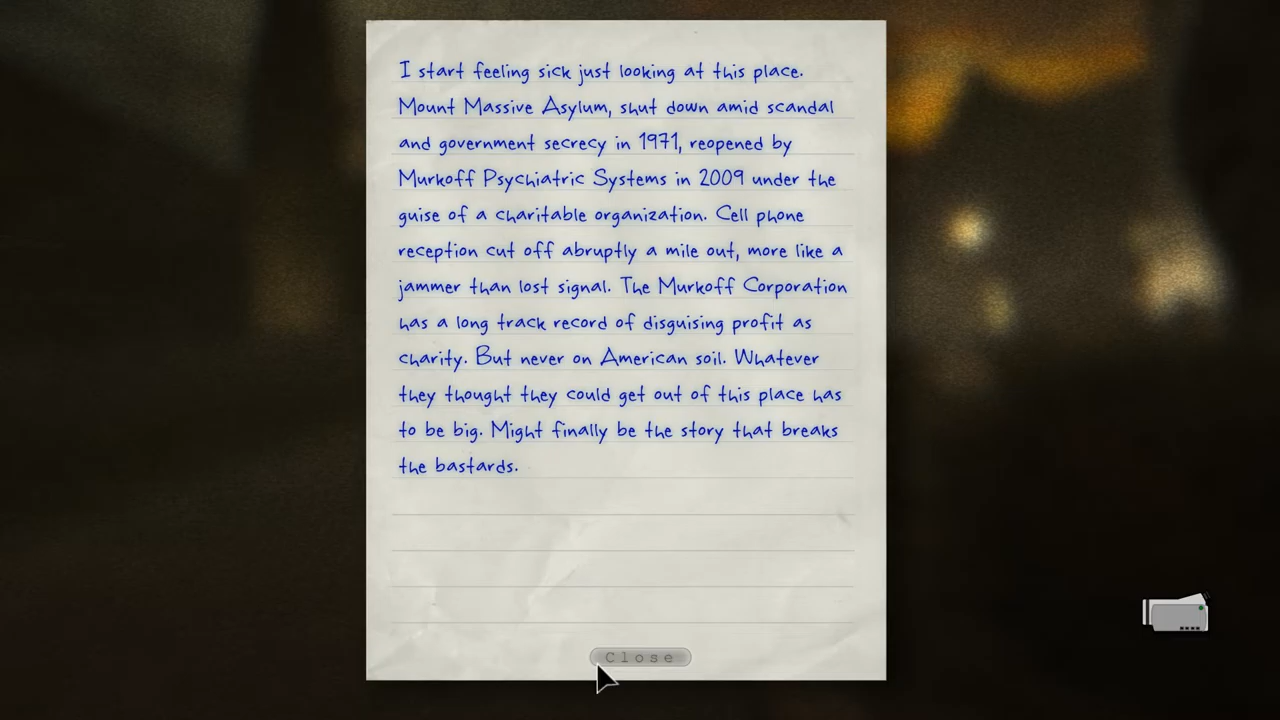 I start feeling sick just looking at this place.
Mount Massive Asylum, shut down amid scandal
and government secrecy in 1971, reopened by
Murkoff Psychiatric Systems in 2009 under the
guise of a charitable organization. Cell phone
reception cut off abruptly a mile out, more like a
jammer than lost signal. The Murkoff Corporation
has a long track record of disguising profit as
charity. But never on American soil. Whatever
they thought they could get out of this place has
to be big. Might finally be the story that breaks
the bastards.
Close